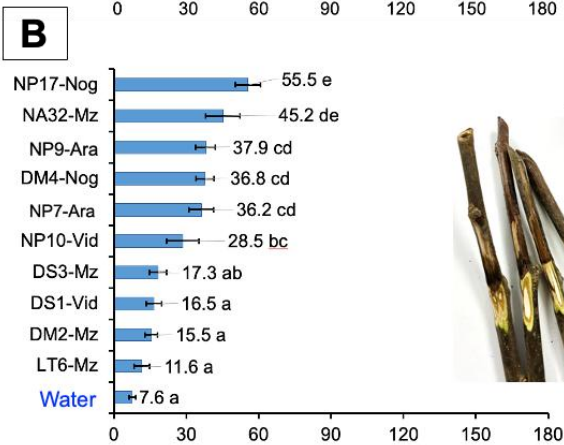 0 30 60 90 120 150 180
B
NP17-Nog 55.5 e
NA32-Mz 45.2 de
NP9-Ara 37.9 cd
DM4-Nog 36.8 cd
NP7-Ara 36.2 cd
NP10-Vid 28.5 bc
DS3-Mz 17.3 ab
DS1-Vid 16.5 a
DM2-Mz 15.5 a
LT6-Mz 11.6 a
Water 7.6 a
0 30 60 90 120 150 180